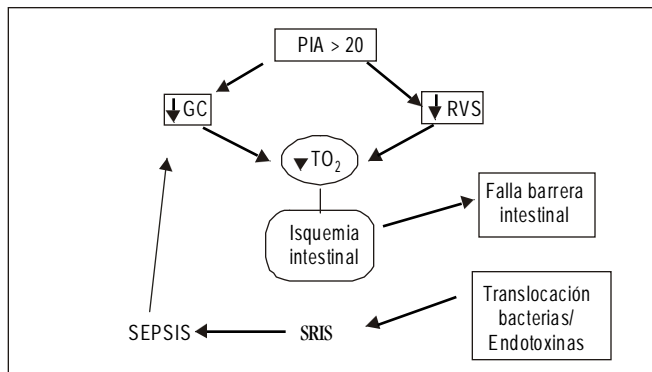 PIA > 20
↓ GC
↓ RVS
▼ TO₂
Isquemia
intestinal
Falla barrera
intestinal
Translocación
bacterias/
Endotoxinas
SRIS
SEPSIS